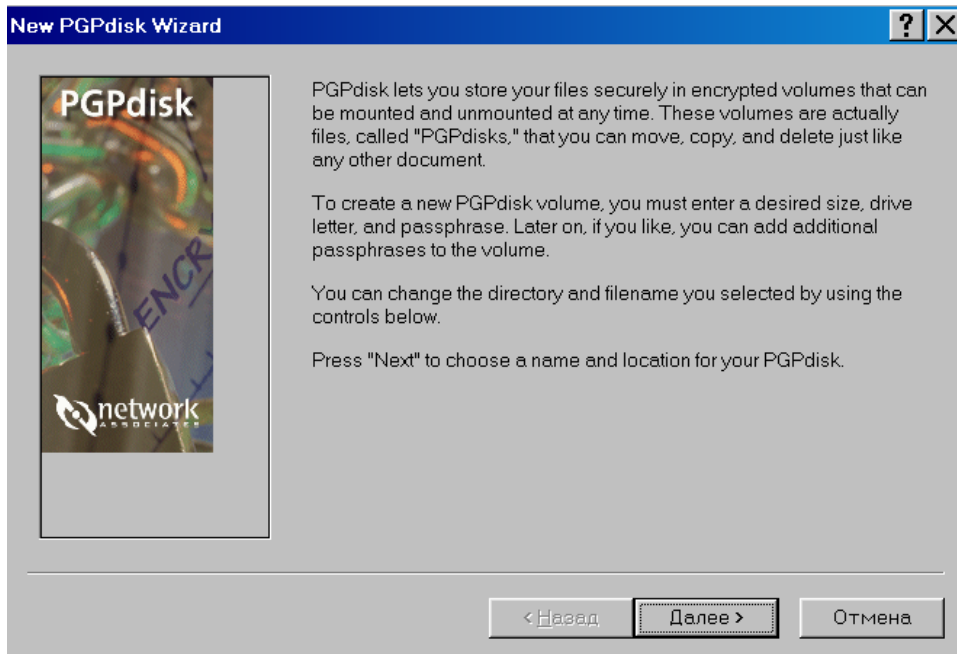 New PGPdisk Wizard
PGPdisk
PGPdisk lets you store your files securely in encrypted volumes that can
be mounted and unmounted at any time. These volumes are actually
files, called "PGPdisks," that you can move, copy, and delete just like
any other document.
To create a new PGPdisk volume, you must enter a desired size, drive
letter, and passphrase. Later on, if you like, you can add additional
passphrases to the volume.
You can change the directory and filename you selected by using the
controls below.
Press "Next" to choose a name and location for your PGPdisk.
ENCR
network
ASSOCIATES
< Назад
Далее >
Отмена